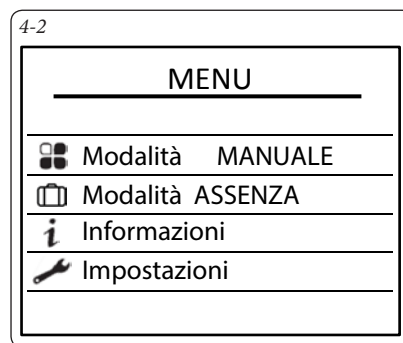 4-2
MENU
Modalità MANUALE
Modalità ASSENZA
Informazioni
Impostazioni